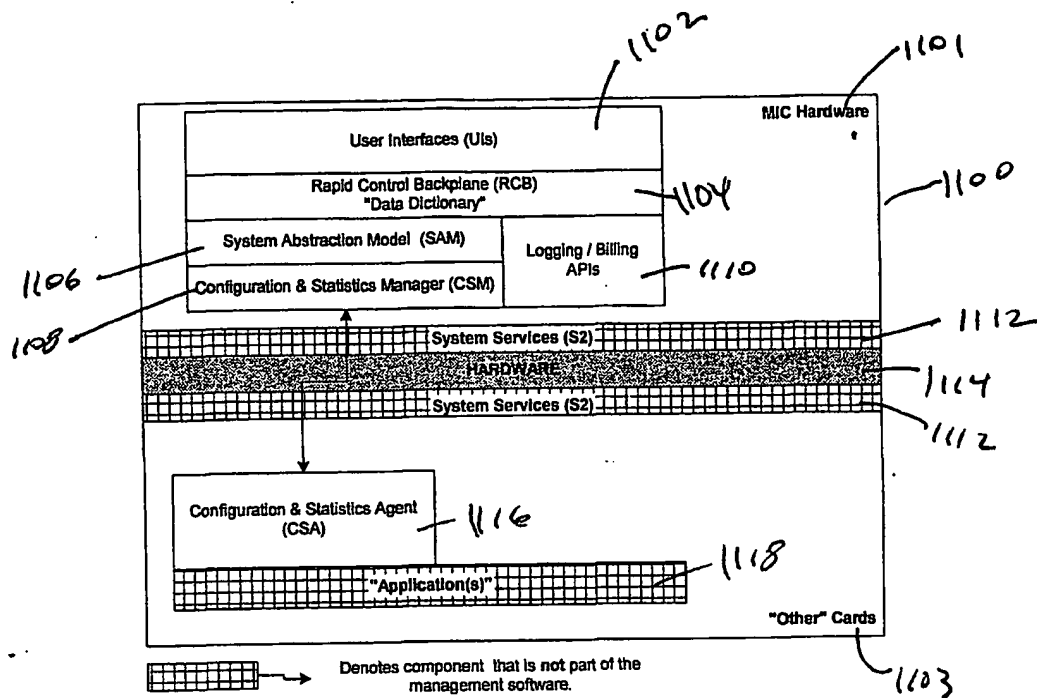 1102
1101
MIC Hardware
User Interfaces (UIs)
1100
Rapid Control Backplane (RCB)
"Data Dictionary"
1104
System Abstraction Model (SAM)
Logging / Billing
APIs
1106
1110
Configuration & Statistics Manager (CSM)
1108
System Services (S2)
1112
HARDWARE
1114
System Services (S2)
1112
Configuration & Statistics Agent
(CSA)
1116
"Application(s)"
1118
"Other" Cards
1103
Denotes component that is not part of the
management software.